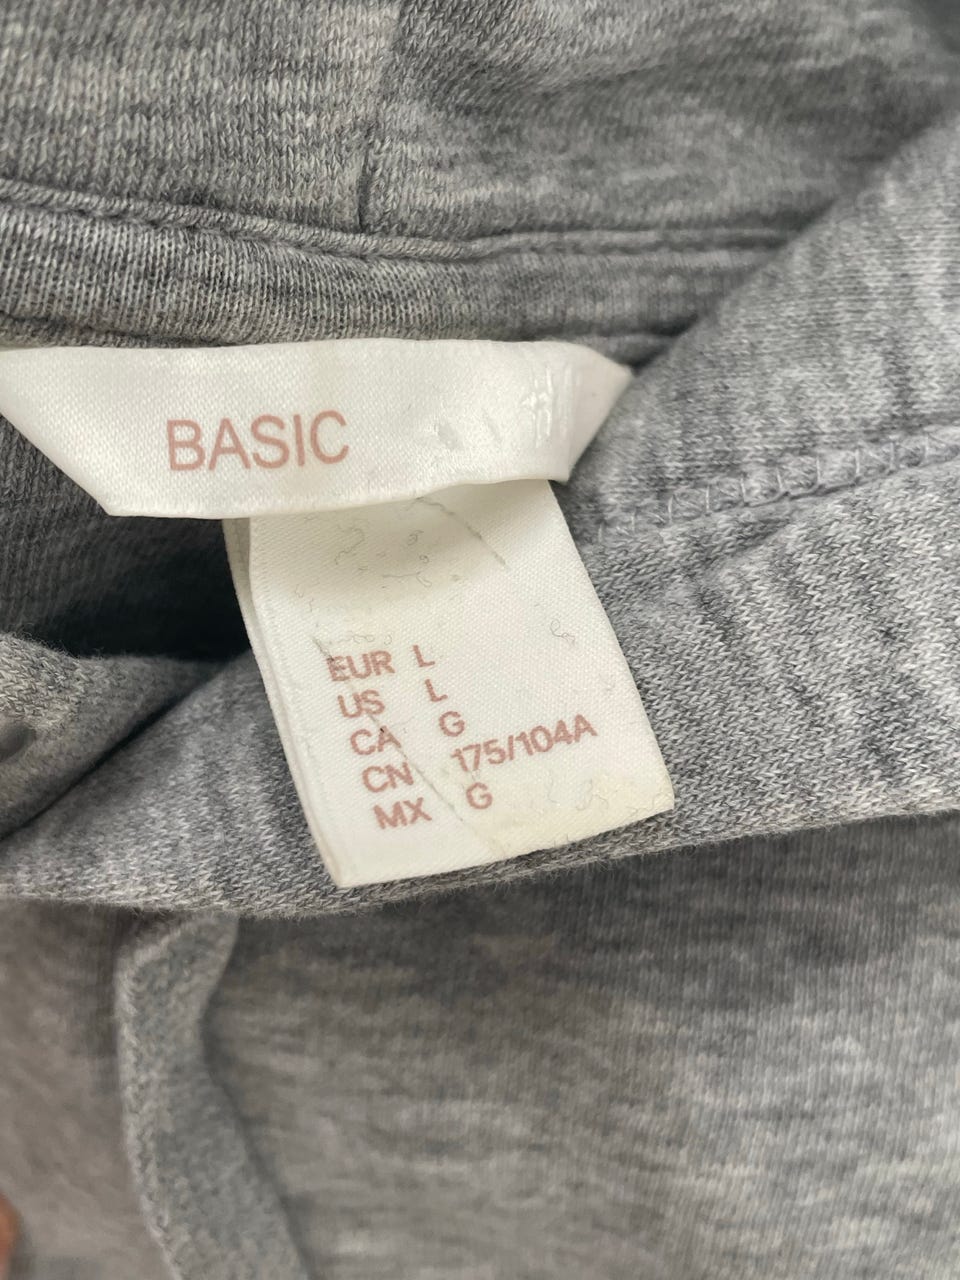 BASIC
EUR L
US L
CA G
CN 175/104A
MX G